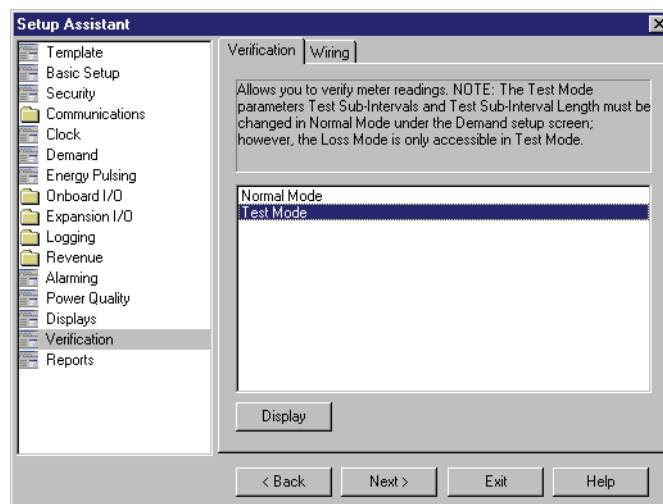 Setup Assistant
Template
Basic Setup
Security
Communications
Clock
Demand
Energy Pulsing
Onboard I/O
Expansion I/O
Logging
Revenue
Alarming
Power Quality
Displays
Verification
Reports
Verification
Wiring
Allows you to verify meter readings. NOTE: The Test Mode
parameters Test Sub-Intervals and Test Sub-Interval Length must be
changed in Normal Mode under the Demand setup screen;
however, the Loss Mode is only accessible in Test Mode.
Normal Mode
Test Mode
Display
< Back
Next >
Exit
Help